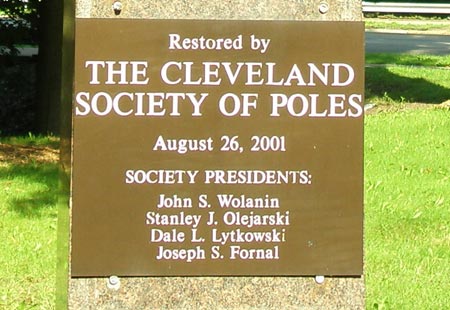 Restored by
THE CLEVELAND
SOCIETY OF POLES
August 26, 2001
SOCIETY PRESIDENTS:
John S. Wolanin
Stanley J. Olejarski
Dale L. Lytkowski
Joseph S. Fornal